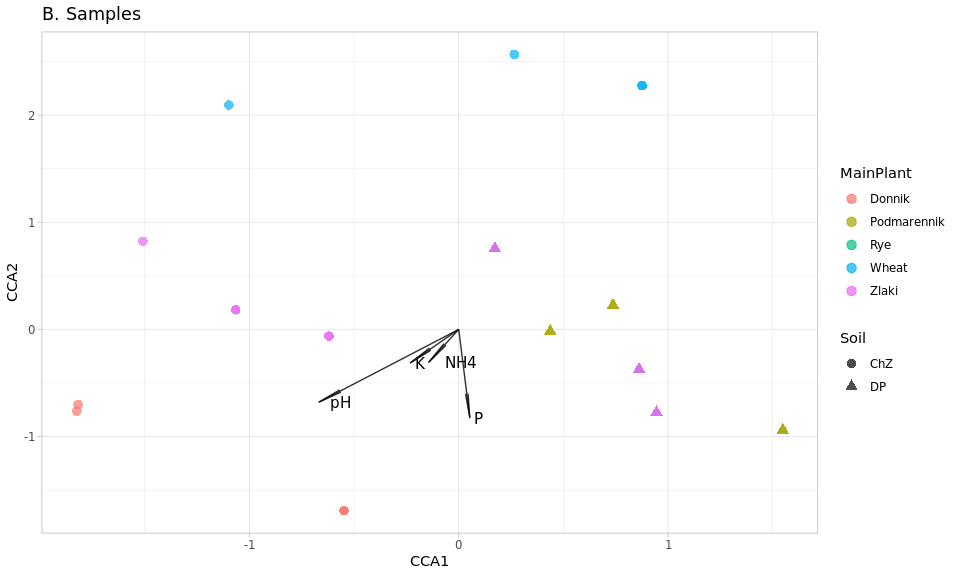 B. Samples
CCA2
2
1
0
-1
K
NH4
pH
P
-1
0
1
CCA1
MainPlant
Donnik
Podmarennik
Rye
Wheat
Zlaki
Soil
ChZ
DP